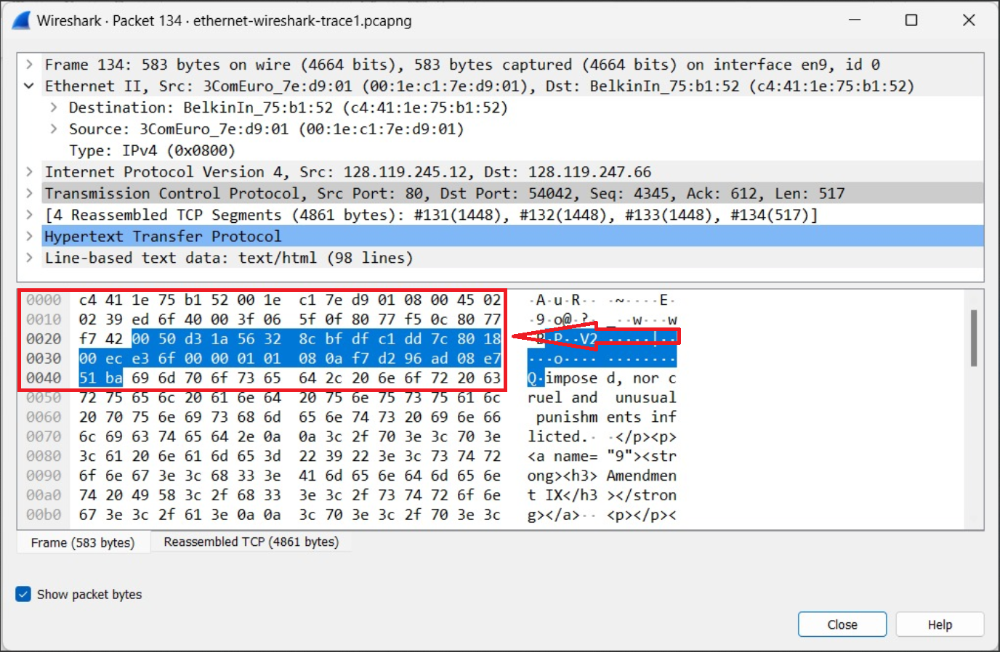 Wireshark · Packet 134 · ethernet-wireshark-trace1.pcapng
Frame 134: 583 bytes on wire (4664 bits), 583 bytes captured (4664 bits) on interface en9, id 0
Ethernet II, Src: 3ComEuro_7e:d9:01 (00:1e:c1:7e:d9:01), Dst: BelkinIn_75:b1:52 (c4:41:1e:75:b1:52)
Destination: BelkinIn_75:b1:52 (c4:41:1e:75:b1:52)
Source: 3ComEuro_7e:d9:01 (00:1e:c1:7e:d9:01)
Type: IPv4 (0x0800)
Internet Protocol Version 4, Src: 128.119.245.12, Dst: 128.119.247.66
Transmission Control Protocol, Src Port: 80, Dst Port: 54042, Seq: 4345, Ack: 612, Len: 517
[4 Reassembled TCP Segments (4861 bytes): #131(1448), #132(1448), #133(1448), #134(517)]
Hypertext Transfer Protocol
Line-based text data: text/html (98 lines)
0000 c4 41 1e 75 b1 52 00 1e c1 7e d9 01 08 00 45 02 ·A·u·R·· ·~····E·
0010 02 39 ed 6f 40 00 3f 06 5f 0f 80 77 f5 0c 80 77 ·9·o@·?· _··w···w
0020 f7 42 00 50 d3 1a 56 32 8c bf df c1 dd 7c 80 18 ·B·P··V2 ·····|··
0030 00 ec e3 6f 00 00 01 01 08 0a f7 d2 96 ad 08 e7 ···o···· ········
0040 51 ba 69 6d 70 6f 73 65 64 2c 20 6e 6f 72 20 63 Q·impose d, nor c
0050 72 75 65 6c 20 61 6e 64 20 75 6e 75 73 75 61 6c ruel and unusual
0060 20 70 75 6e 69 73 68 6d 65 6e 74 73 20 69 6e 66 punishm ents inf
0070 6c 69 63 74 65 64 2e 0a 0a 3c 2f 70 3e 3c 70 3e licted.· ·</p><p>
0080 3c 61 20 6e 61 6d 65 3d 22 39 22 3e 3c 73 74 72 <a name= "9"><str
0090 6f 6e 67 3e 3c 68 33 3e 41 6d 65 6e 64 6d 65 6e ong><h3> Amendmen
00a0 74 20 49 58 3c 2f 68 33 3e 3c 2f 73 74 72 6f 6e t IX</h3 ></stron
00b0 67 3e 3c 2f 61 3e 0a 0a 3c 70 3e 3c 2f 70 3e 3c g></a>·· <p></p><
Frame (583 bytes) Reassembled TCP (4861 bytes)
Show packet bytes
Close Help